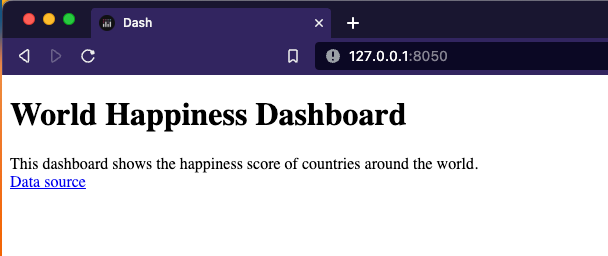 Dash
127.0.0.1:8050
World Happiness Dashboard
This dashboard shows the happiness score of countries around the world.
Data source